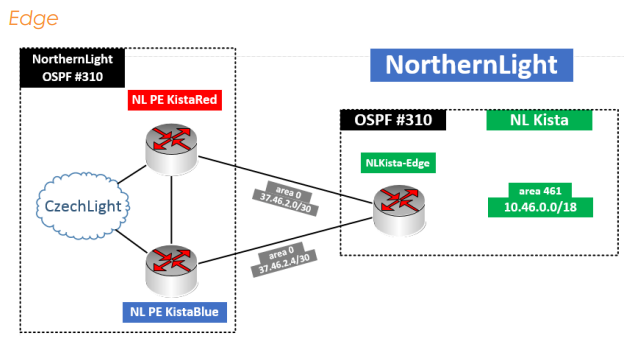 Edge
NorthernLight
OSPF #310
NorthernLight
NL PE KistaRed
OSPF #310
NL Kista
NLKista-Edge
area 0
37.46.2.0/30
area 461
10.46.0.0/18
CzechLight
area 0
37.46.2.4/30
NL PE KistaBlue